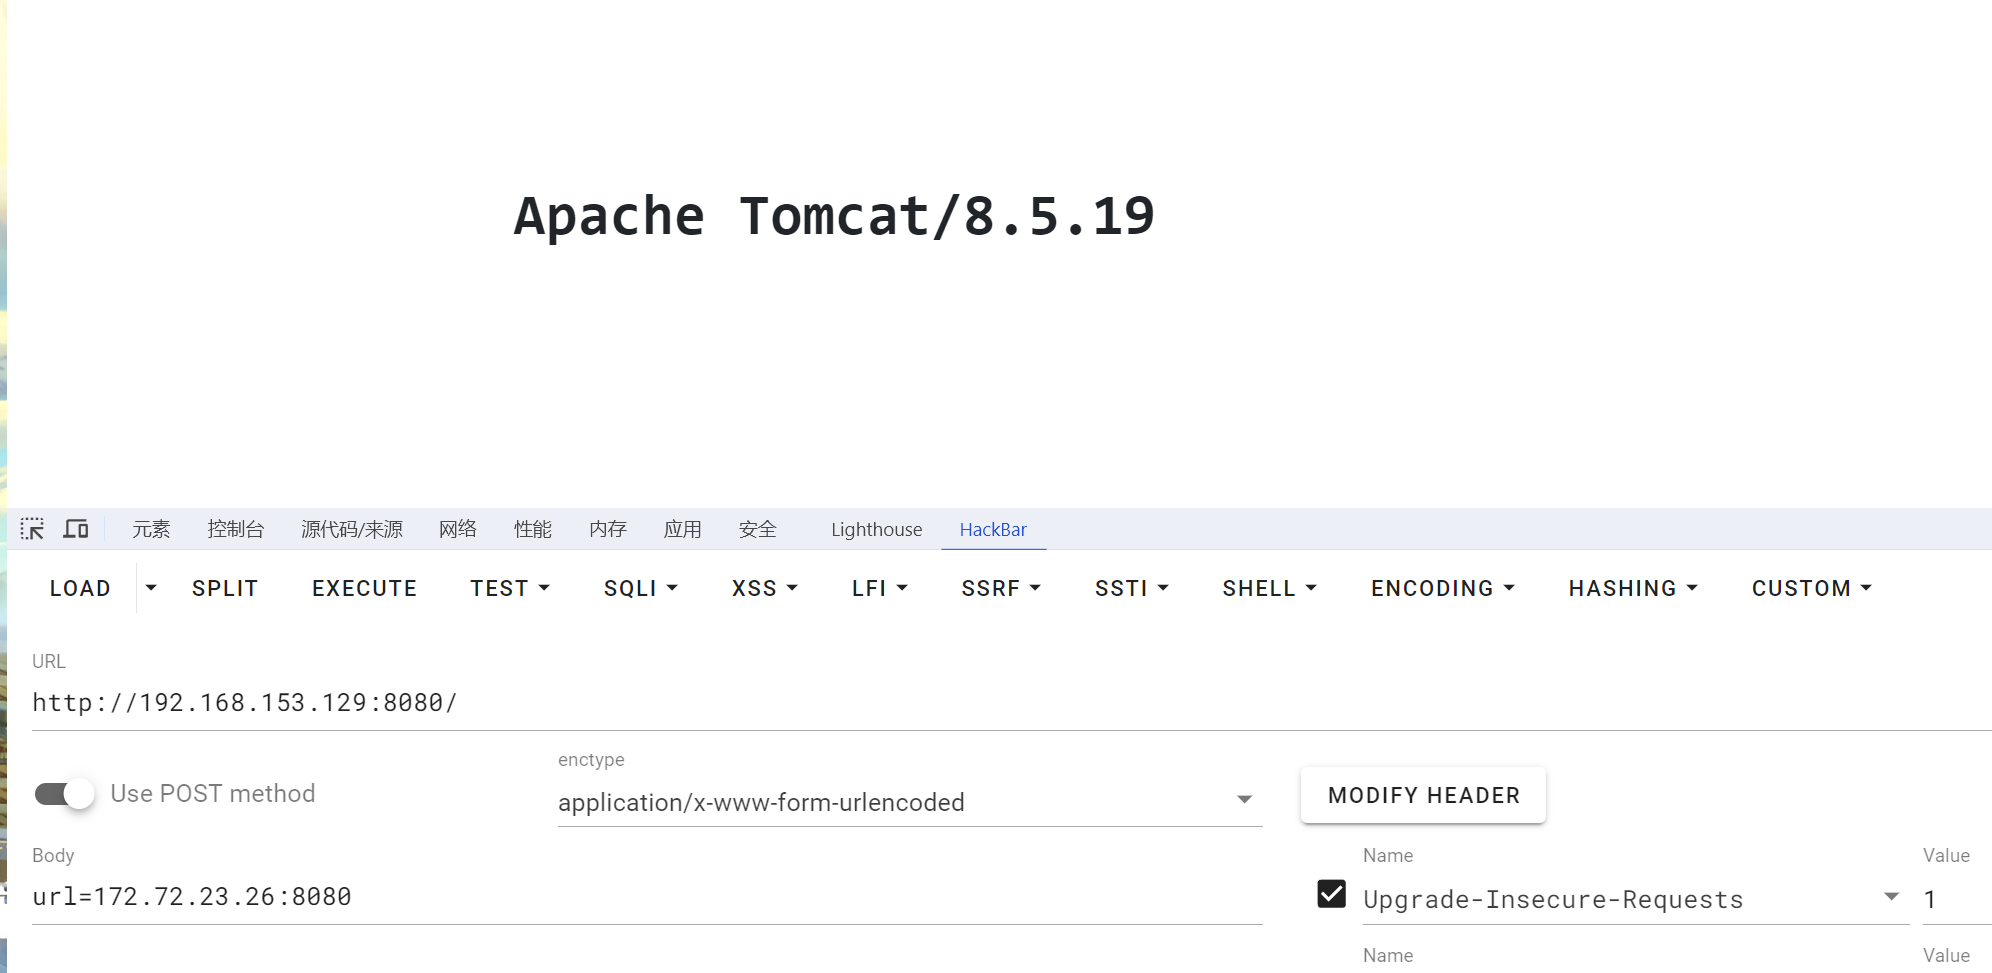 Apache Tomcat/8.5.19
元素 控制台 源代码/来源 网络 性能 内存 应用 安全 Lighthouse HackBar
LOAD SPLIT EXECUTE TEST SQLI XSS LFI SSRF SSTI SHELL ENCODING HASHING CUSTOM
URL
http://192.168.153.129:8080/
enctype
Use POST method
application/x-www-form-urlencoded
MODIFY HEADER
Body
Name Value
url=172.72.23.26:8080
Upgrade-Insecure-Requests 1
Name Value